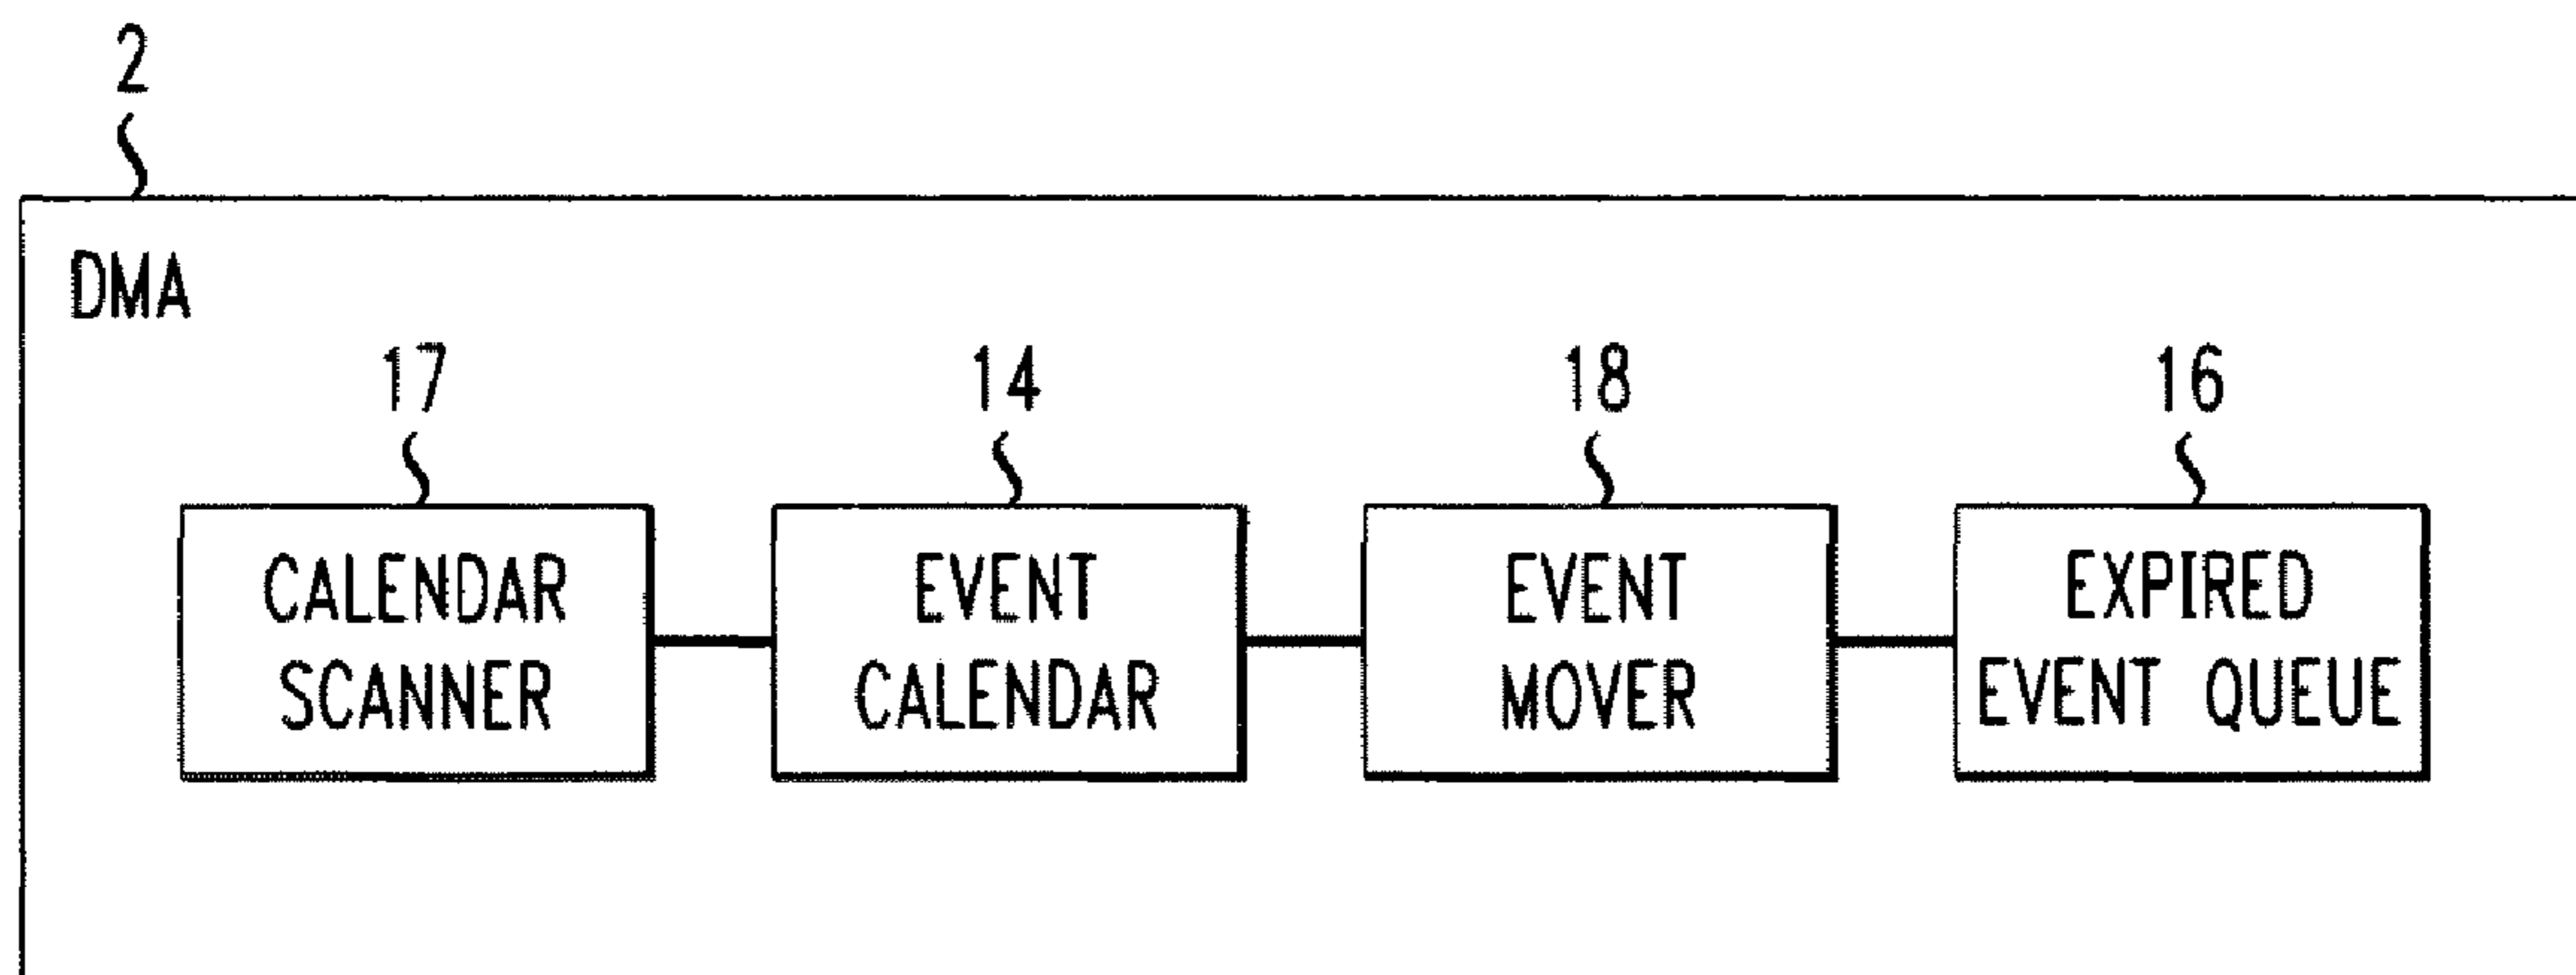 2
DMA
17
14
18
16
CALENDAR
SCANNER
EVENT
CALENDAR
EVENT
MOVER
EXPIRED
EVENT QUEUE